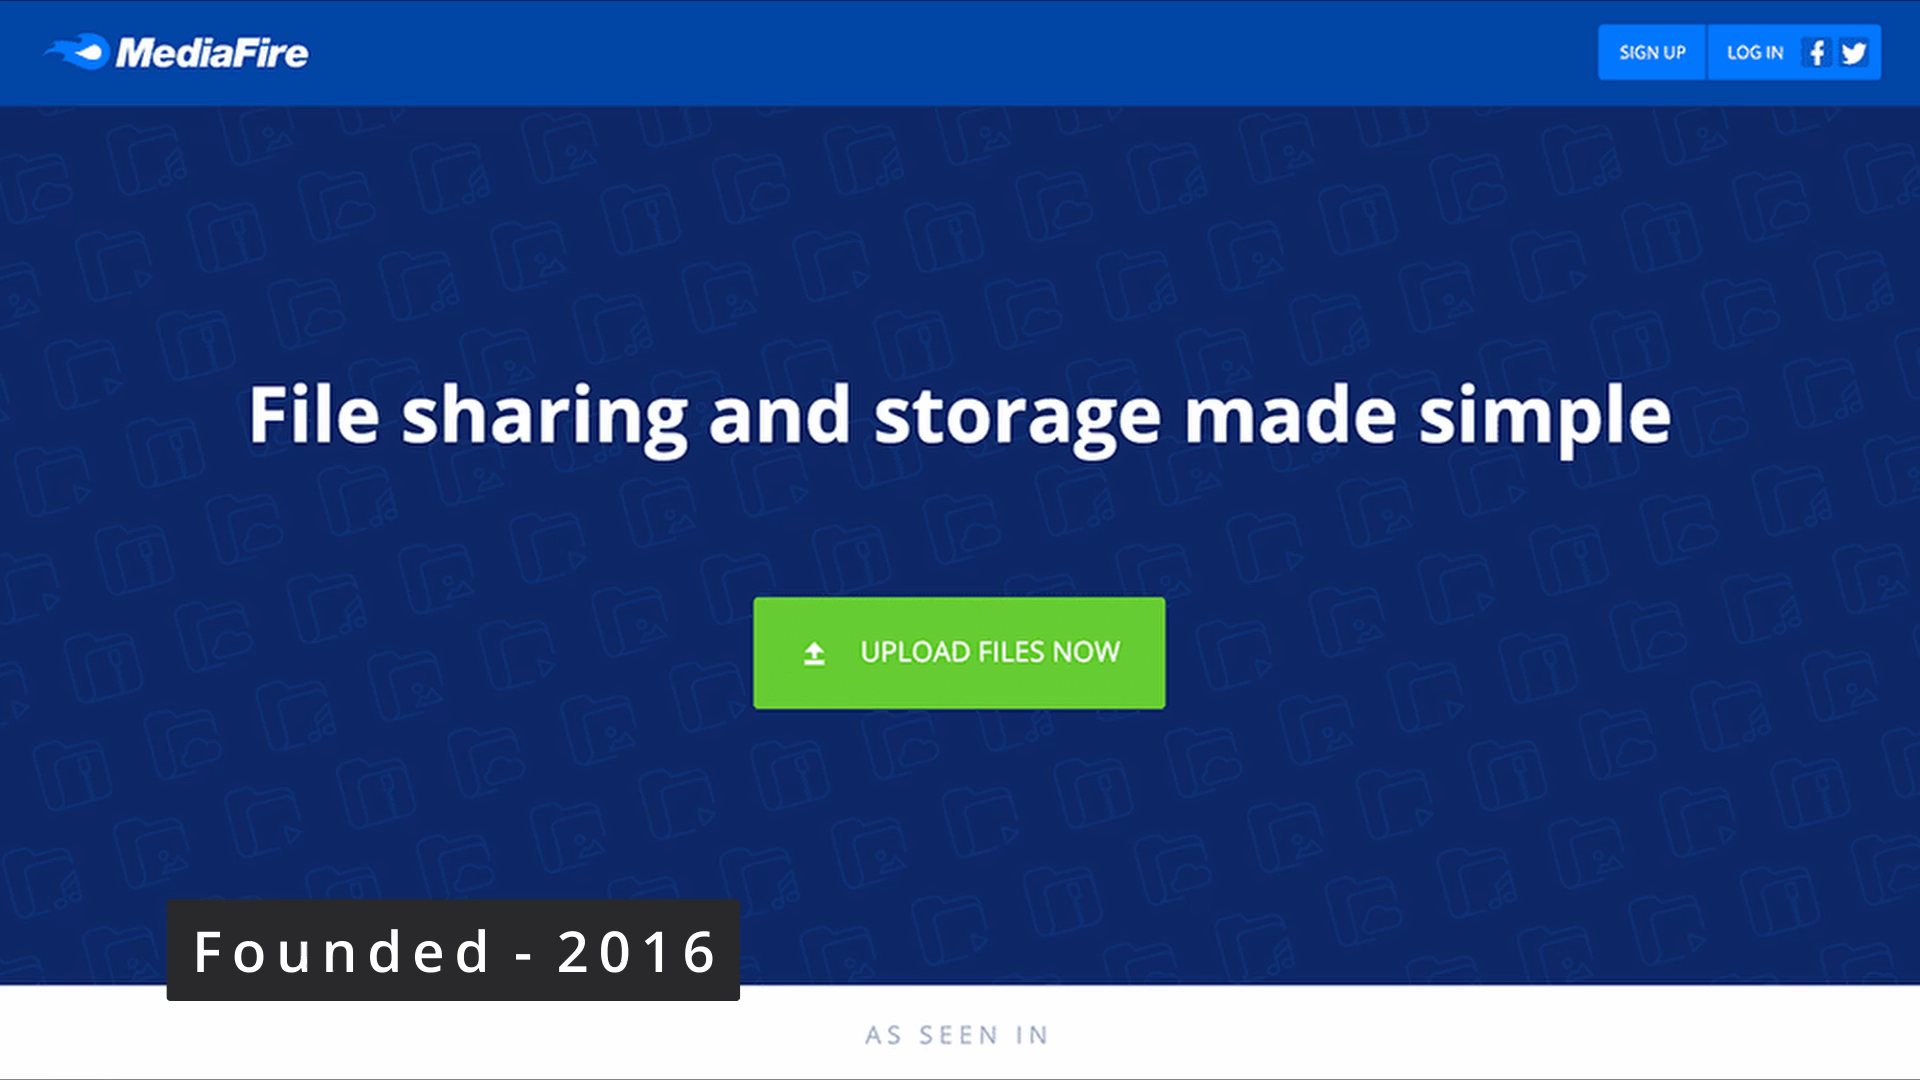 MediaFire
SIGN UP
LOG IN
File sharing and storage made simple
UPLOAD FILES NOW
Founded - 2016
AS SEEN IN